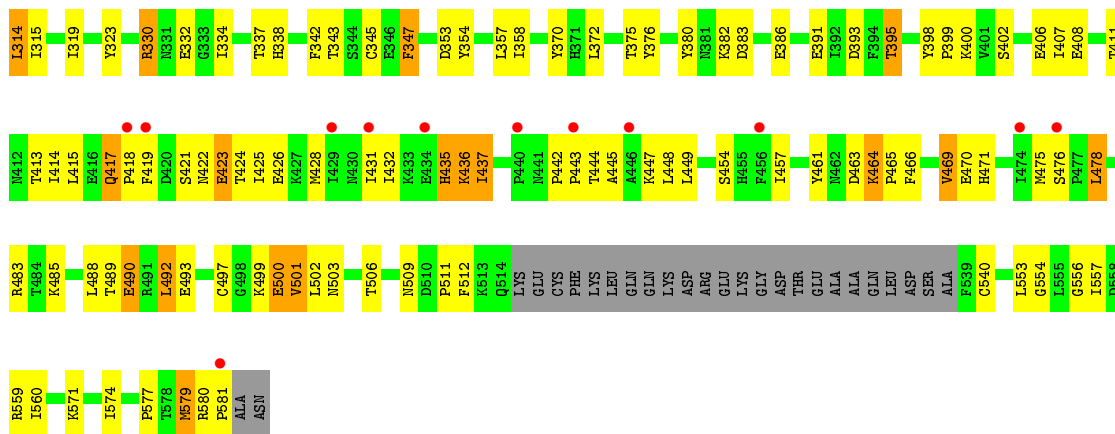 L314 I315 I319 Y323 R330 N331 E332 G333 I334 T337 H338 F342 T343 S344 C345 E346 F347 D353 Y354 L357 I358 Y370 H371 L372 T375 Y376 Y380 N381 K382 D383 E386 E391 I392 D393 F394 T395 Y398 P399 K400 V401 S402 E406 I407 E408 T411
N412 T413 I414 L415 E416 Q417 P418 F419 D420 S421 N422 E423 T424 I425 E426 K427 M428 I429 N430 I431 I432 K433 E434 H435 K436 I437 P440 N441 P442 P443 T444 A445 A446 K447 L448 L449 S454 H455 F456 I457 Y461 N462 D463 K464 P465 F466 V469 E470 H471 I474 M475 S476 P477 L478
R483 T484 K485 L488 T489 E490 R491 L492 E493 C497 G498 K499 E500 V501 L502 N503 T506 N509 D510 P511 F512 K513 Q514 LYS GLU CYS PHE LYS LEU GLN GLN LYS ASP ARG GLU LYS GLY ASP THR GLU ALA ALA GLN LEU ASP SER ALA F539 C540 L553 G554 L555 G556 I557 D558
R559 I560 K571 I574 P577 T578 M579 R580 P581 ALA ASN